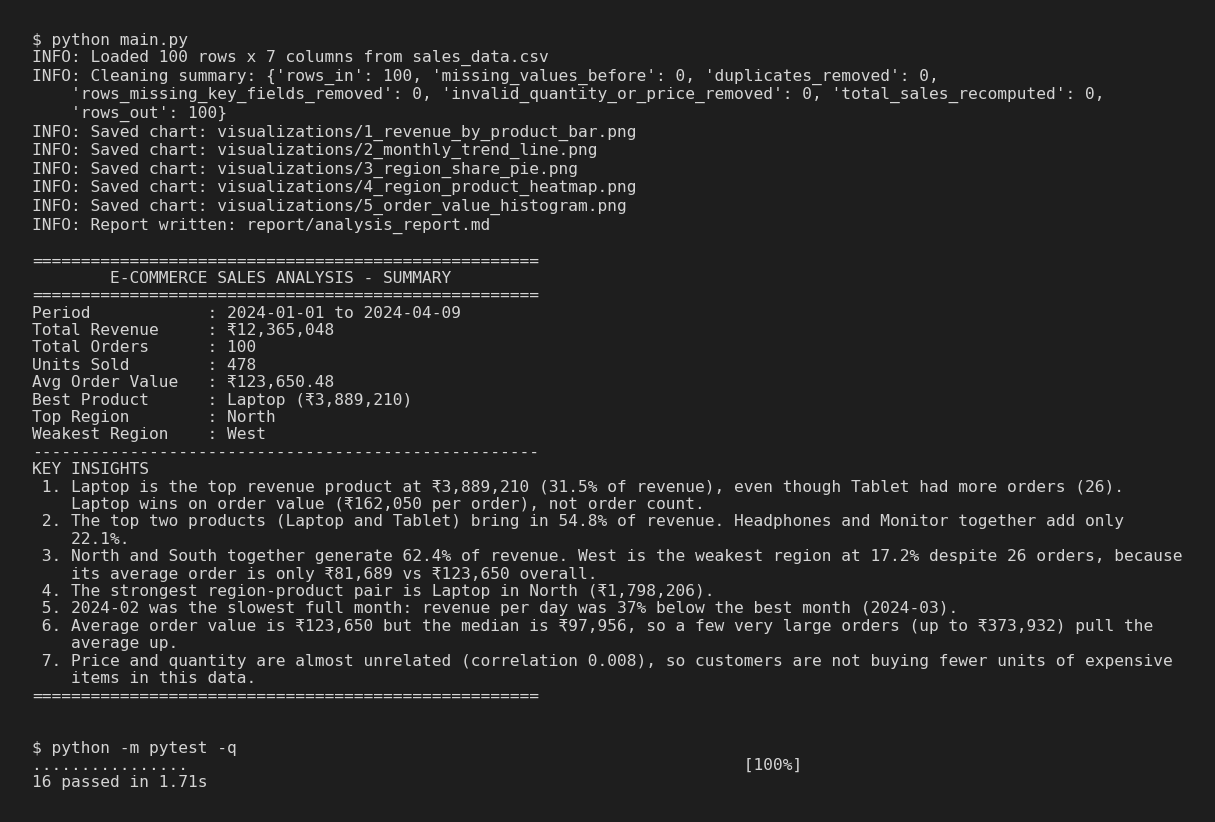 $ python main.py
INFO: Loaded 100 rows x 7 columns from sales_data.csv
INFO: Cleaning summary: {'rows_in': 100, 'missing_values_before': 0, 'duplicates_removed': 0,
    'rows_missing_key_fields_removed': 0, 'invalid_quantity_or_price_removed': 0, 'total_sales_recomputed': 0,
    'rows_out': 100}
INFO: Saved chart: visualizations/1_revenue_by_product_bar.png
INFO: Saved chart: visualizations/2_monthly_trend_line.png
INFO: Saved chart: visualizations/3_region_share_pie.png
INFO: Saved chart: visualizations/4_region_product_heatmap.png
INFO: Saved chart: visualizations/5_order_value_histogram.png
INFO: Report written: report/analysis_report.md

====================================================
        E-COMMERCE SALES ANALYSIS - SUMMARY
====================================================
Period            : 2024-01-01 to 2024-04-09
Total Revenue     : ₹12,365,048
Total Orders      : 100
Units Sold        : 478
Avg Order Value   : ₹123,650.48
Best Product      : Laptop (₹3,889,210)
Top Region        : North
Weakest Region    : West
----------------------------------------------------
KEY INSIGHTS
 1. Laptop is the top revenue product at ₹3,889,210 (31.5% of revenue), even though Tablet had more orders (26).
    Laptop wins on order value (₹162,050 per order), not order count.
 2. The top two products (Laptop and Tablet) bring in 54.8% of revenue. Headphones and Monitor together add only
    22.1%.
 3. North and South together generate 62.4% of revenue. West is the weakest region at 17.2% despite 26 orders, because
    its average order is only ₹81,689 vs ₹123,650 overall.
 4. The strongest region-product pair is Laptop in North (₹1,798,206).
 5. 2024-02 was the slowest full month: revenue per day was 37% below the best month (2024-03).
 6. Average order value is ₹123,650 but the median is ₹97,956, so a few very large orders (up to ₹373,932) pull the
    average up.
 7. Price and quantity are almost unrelated (correlation 0.008), so customers are not buying fewer units of expensive
    items in this data.
====================================================

$ python -m pytest -q
................                                                         [100%]
16 passed in 1.71s